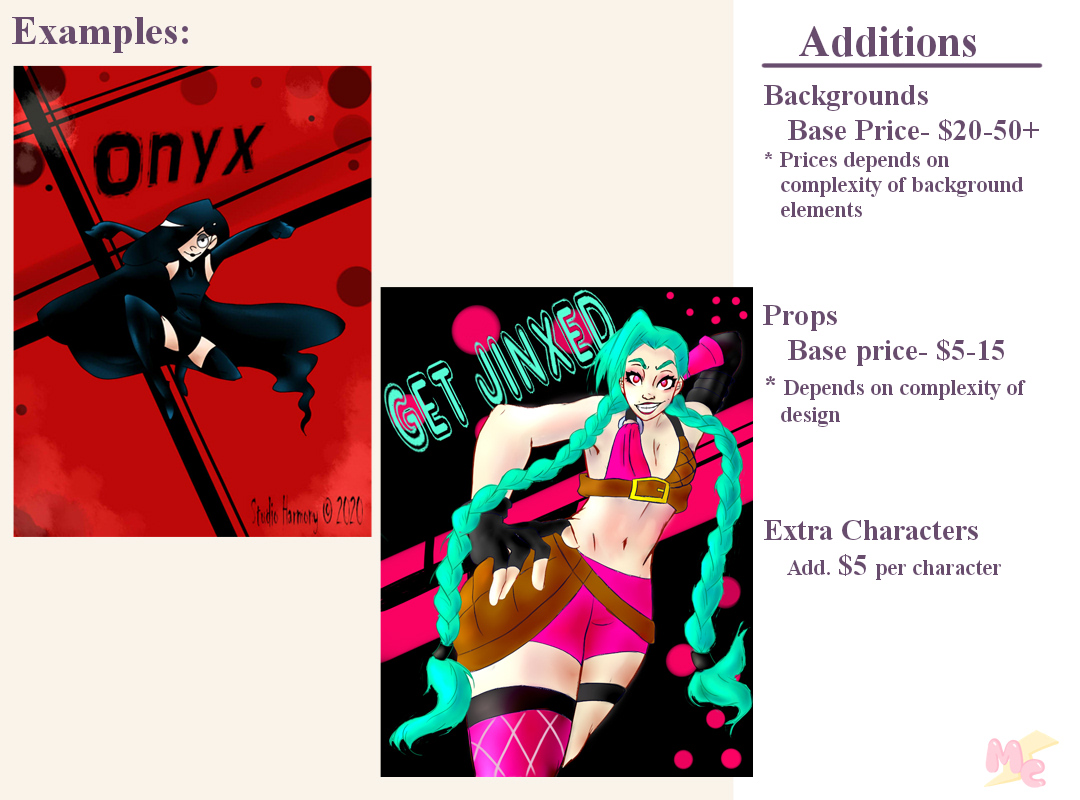 Examples:
onyx
Studio Harmony © 2020
GET JINXED
Additions
Backgrounds
Base Price- $20-50+
* Prices depends on
complexity of background
elements
Props
Base price- $5-15
* Depends on complexity of
design
Extra Characters
Add. $5 per character
Mc